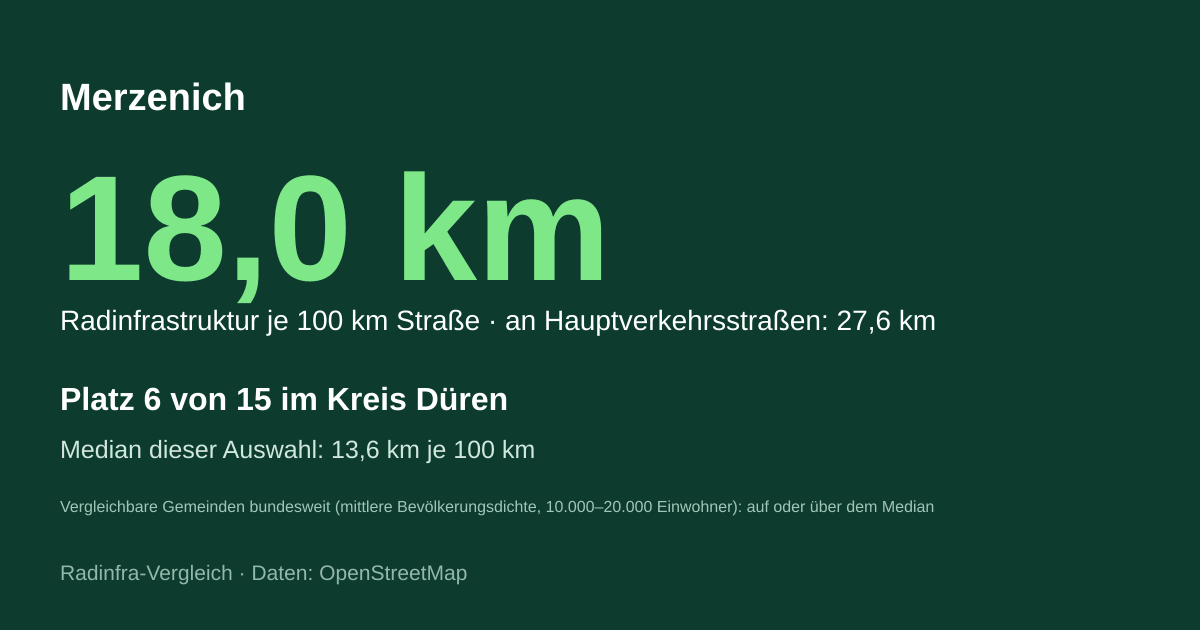 Merzenich
18,0 km
Radinfrastruktur je 100 km Straße · an Hauptverkehrsstraßen: 27,6 km
Platz 6 von 15 im Kreis Düren
Median dieser Auswahl: 13,6 km je 100 km
Vergleichbare Gemeinden bundesweit (mittlere Bevölkerungsdichte, 10.000–20.000 Einwohner): auf oder über dem Median
Radinfra-Vergleich · Daten: OpenStreetMap